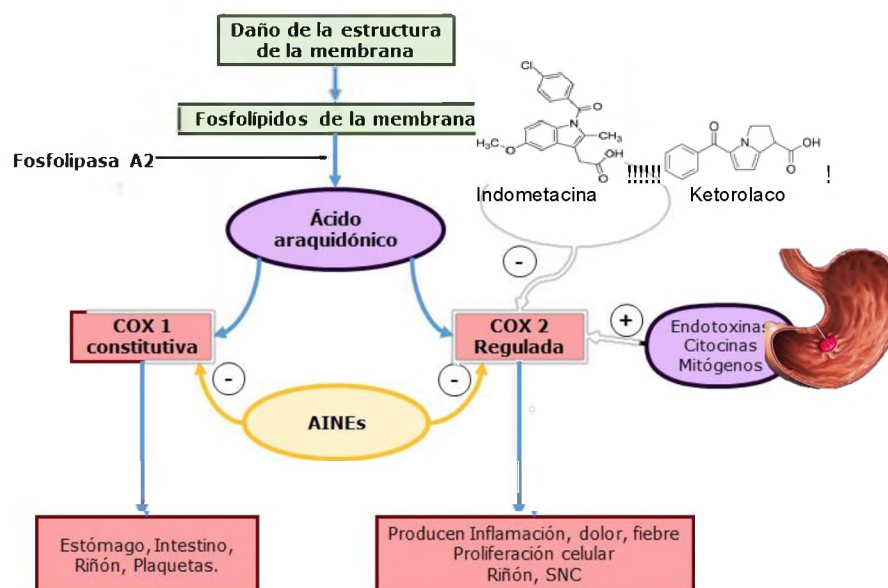 Daño de la estructura
de la membrana
Fosfolípidos de la membrana
Fosfolipasa A2
Cl
O
N
CH₃
H₃C
O
OH
O
Indometacina
!!!!!!
O
N
OH
O
Ketorolaco
!
Ácido
araquidónico
-
COX 1
constitutiva
COX 2
Regulada
+
Endotoxinas
Citocinas
Mitógenos
-
-
AINEs
Estómago, Intestino,
Riñón, Plaquetas.
Producen Inflamación, dolor, fiebre
Proliferación celular
Riñón, SNC